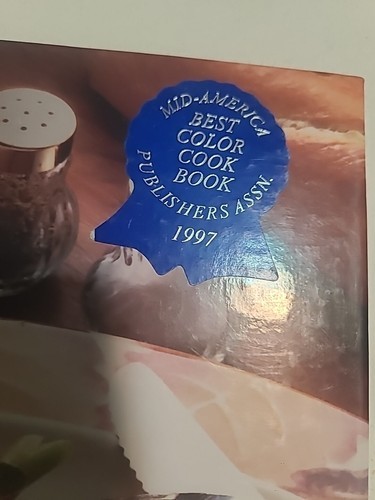 MID-AMERICA
BEST
COLOR
COOK
BOOK
PUBLISHERS ASSN.
1997